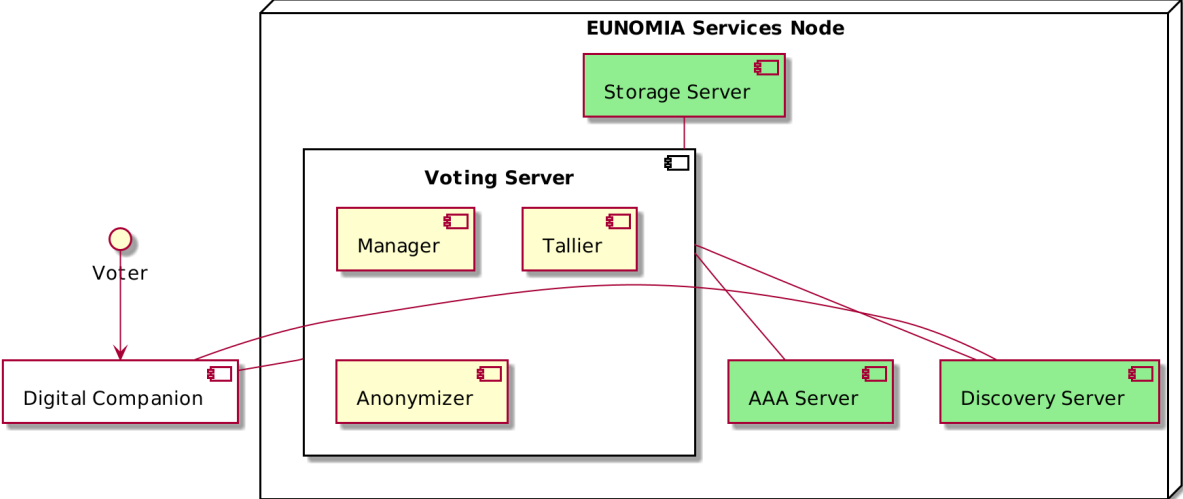 EUNOMIA Services Node
Storage Server
Voting Server
Manager
Tallier
Voter
Digital Companion
Anonymizer
AAA Server
Discovery Server